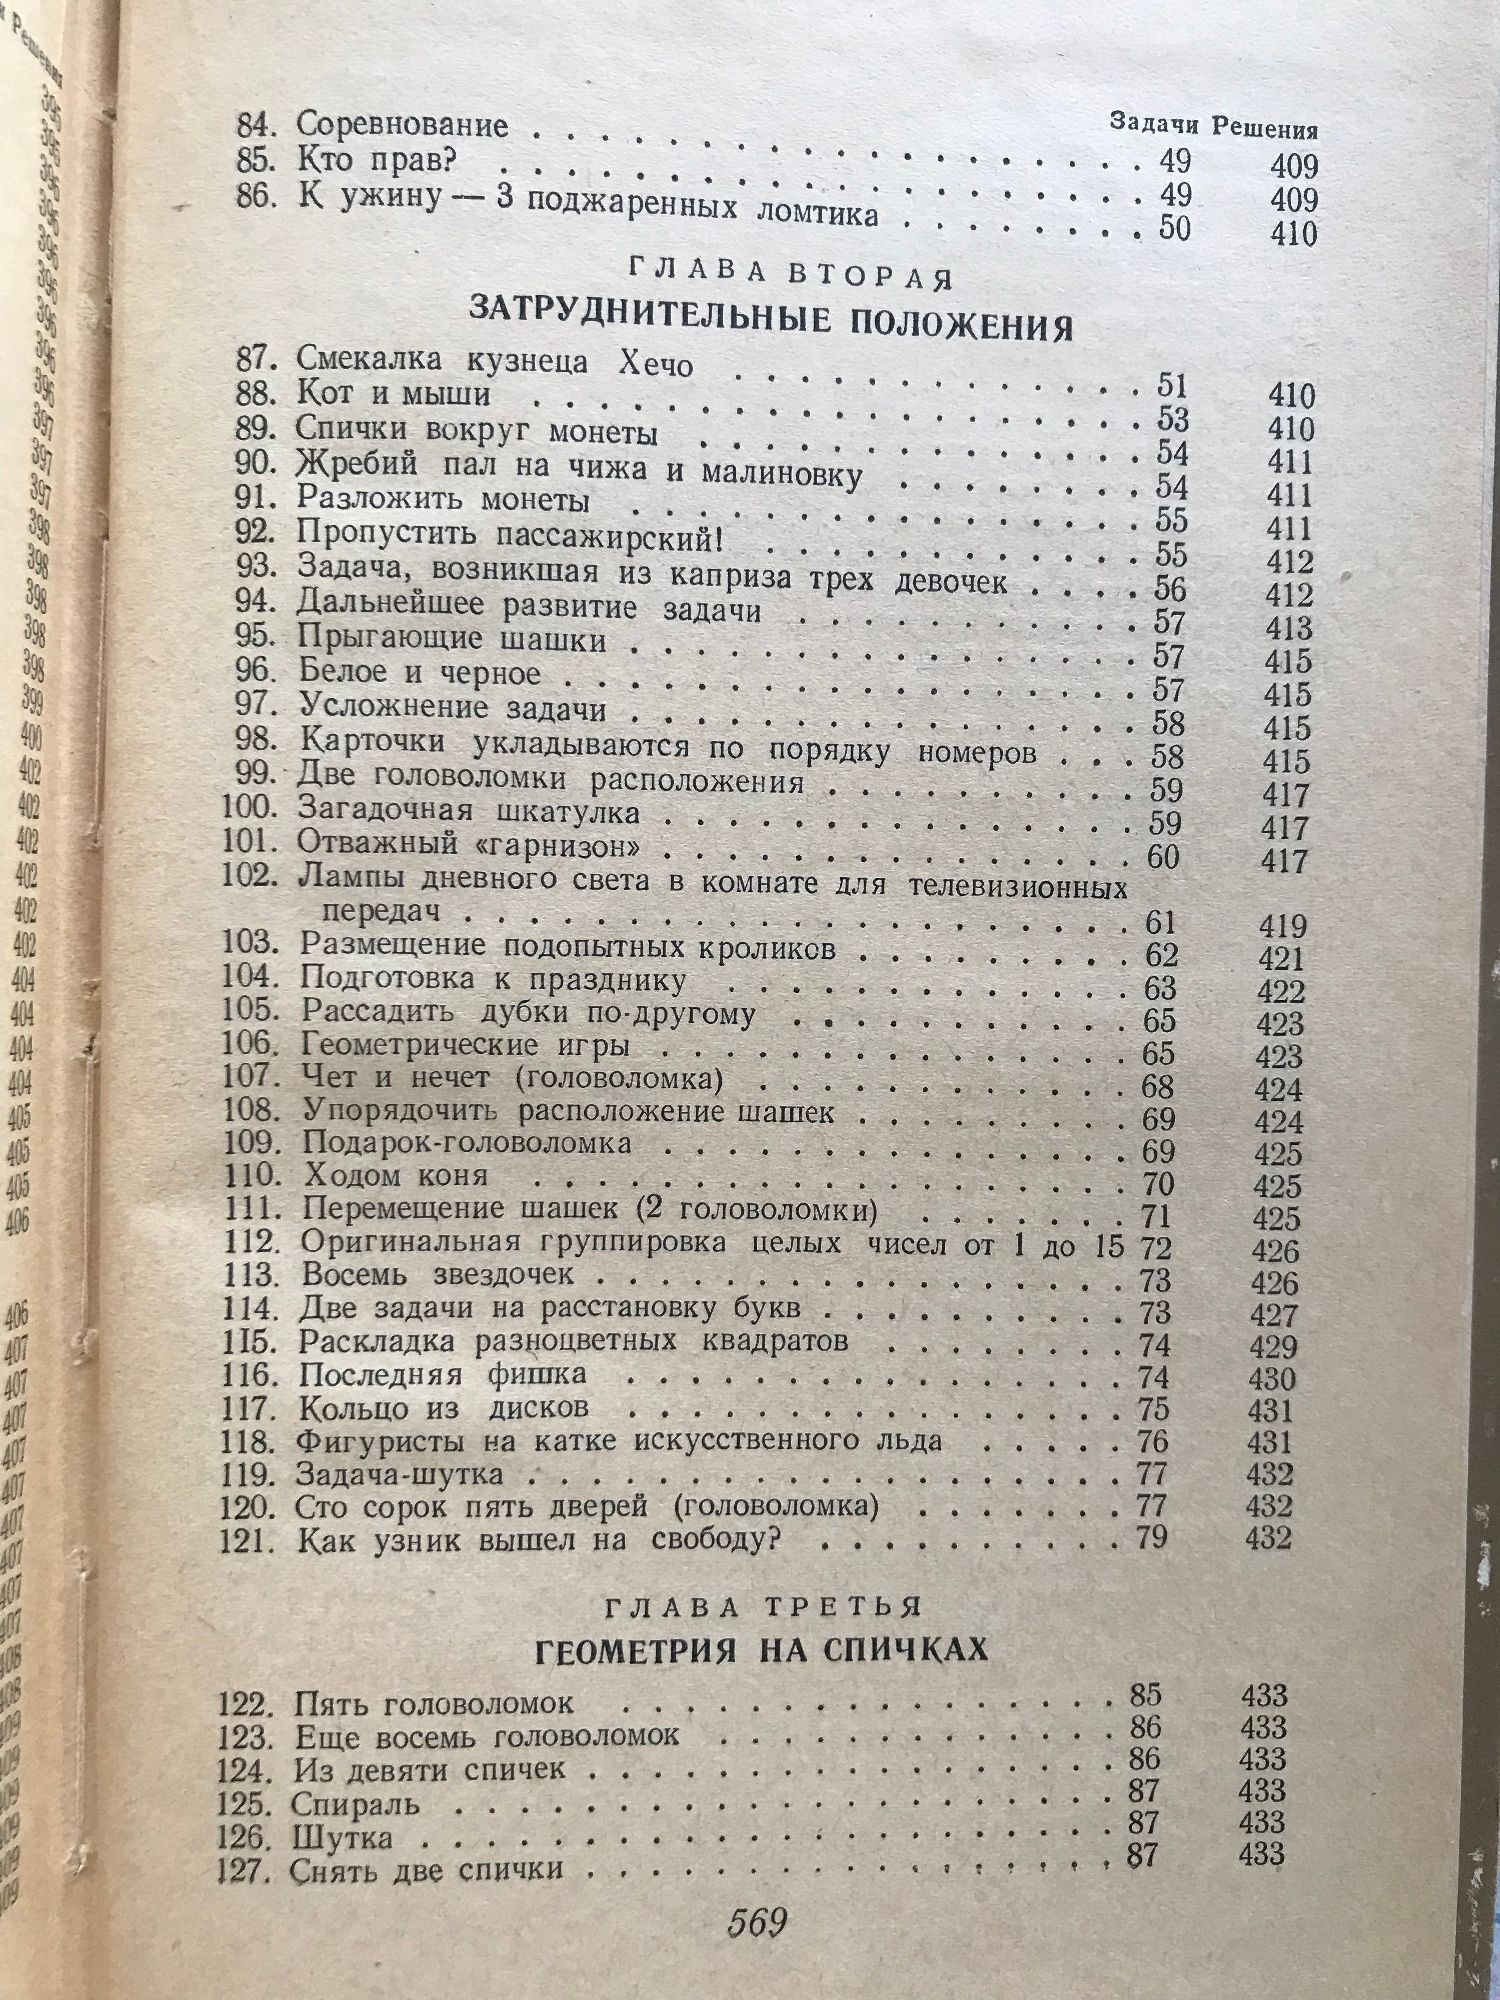 Задачи Решения
84. Соревнование . . . . . . . . . . . . . . . . . . 49 409
85. Кто прав? . . . . . . . . . . . . . . . . . . . 49 409
86. К ужину — 3 поджаренных ломтика . . . . . . . . 50 410
ГЛАВА ВТОРАЯ
ЗАТРУДНИТЕЛЬНЫЕ ПОЛОЖЕНИЯ
87. Смекалка кузнеца Хечо . . . . . . . . . . . . . 51 410
88. Кот и мыши . . . . . . . . . . . . . . . . . . . 53 410
89. Спички вокруг монеты . . . . . . . . . . . . . . 54 411
90. Жребий пал на чижа и малиновку . . . . . . . . 54 411
91. Разложить монеты . . . . . . . . . . . . . . . . 55 411
92. Пропустить пассажирский! . . . . . . . . . . . . 55 412
93. Задача, возникшая из каприза трех девочек . . . . 56 412
94. Дальнейшее развитие задачи . . . . . . . . . . . 57 413
95. Прыгающие шашки . . . . . . . . . . . . . . . . 57 415
96. Белое и черное . . . . . . . . . . . . . . . . . . 57 415
97. Усложнение задачи . . . . . . . . . . . . . . . . 58 415
98. Карточки укладываются по порядку номеров . . . 58 415
99. Две головоломки расположения . . . . . . . . . . 59 417
100. Загадочная шкатулка . . . . . . . . . . . . . . . 59 417
101. Отважный «гарнизон» . . . . . . . . . . . . . . . 60 417
102. Лампы дневного света в комнате для телевизионных
передач . . . . . . . . . . . . . . . . . . . . . 61 419
103. Размещение подопытных кроликов . . . . . . . . . 62 421
104. Подготовка к празднику . . . . . . . . . . . . . 63 422
105. Рассадить дубки по-другому . . . . . . . . . . . 65 423
106. Геометрические игры . . . . . . . . . . . . . . . 65 423
107. Чет и нечет (головоломка) . . . . . . . . . . . . 68 424
108. Упорядочить расположение шашек . . . . . . . . . 69 424
109. Подарок-головоломка . . . . . . . . . . . . . . . 69 425
110. Ходом коня . . . . . . . . . . . . . . . . . . . 70 425
111. Перемещение шашек (2 головоломки) . . . . . . . 71 425
112. Оригинальная группировка целых чисел от 1 до 15 72 426
113. Восемь звездочек . . . . . . . . . . . . . . . . . 73 426
114. Две задачи на расстановку букв . . . . . . . . . . 73 427
115. Раскладка разноцветных квадратов . . . . . . . . 74 429
116. Последняя фишка . . . . . . . . . . . . . . . . 74 430
117. Кольцо из дисков . . . . . . . . . . . . . . . . 75 431
118. Фигуристы на катке искусственного льда . . . . . 76 431
119. Задача-шутка . . . . . . . . . . . . . . . . . . . 77 432
120. Сто сорок пять дверей (головоломка) . . . . . . . 77 432
121. Как узник вышел на свободу? . . . . . . . . . . 79 432
ГЛАВА ТРЕТЬЯ
ГЕОМЕТРИЯ НА СПИЧКАХ
122. Пять головоломок . . . . . . . . . . . . . . . . 85 433
123. Еще восемь головоломок . . . . . . . . . . . . . 86 433
124. Из девяти спичек . . . . . . . . . . . . . . . . . 86 433
125. Спираль . . . . . . . . . . . . . . . . . . . . . 87 433
126. Шутка . . . . . . . . . . . . . . . . . . . . . . 87 433
127. Снять две спички . . . . . . . . . . . . . . . . . 87 433
569